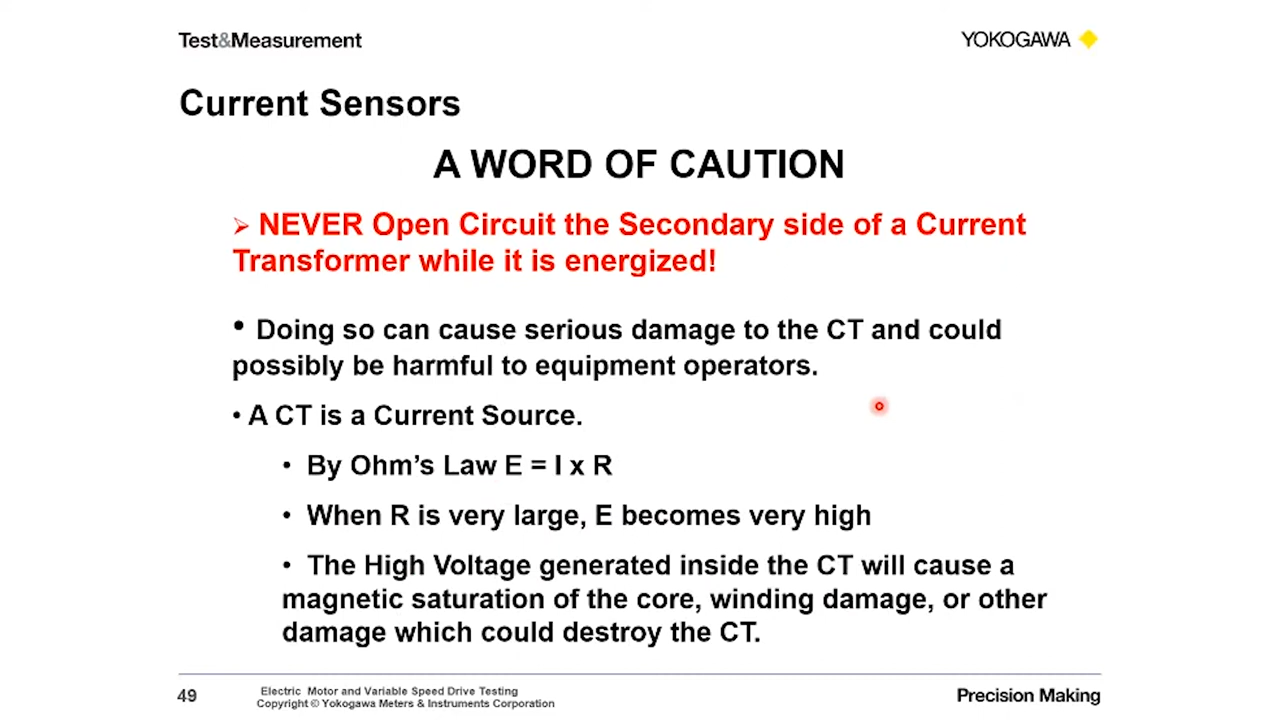 Test&Measurement
YOKOGAWA
Current Sensors
A WORD OF CAUTION
➢ NEVER Open Circuit the Secondary side of a Current
Transformer while it is energized!
• Doing so can cause serious damage to the CT and could
possibly be harmful to equipment operators.
• A CT is a Current Source.
• By Ohm’s Law E = I x R
• When R is very large, E becomes very high
• The High Voltage generated inside the CT will cause a
magnetic saturation of the core, winding damage, or other
damage which could destroy the CT.
49
Electric Motor and Variable Speed Drive Testing
Copyright © Yokogawa Meters & Instruments Corporation
Precision Making